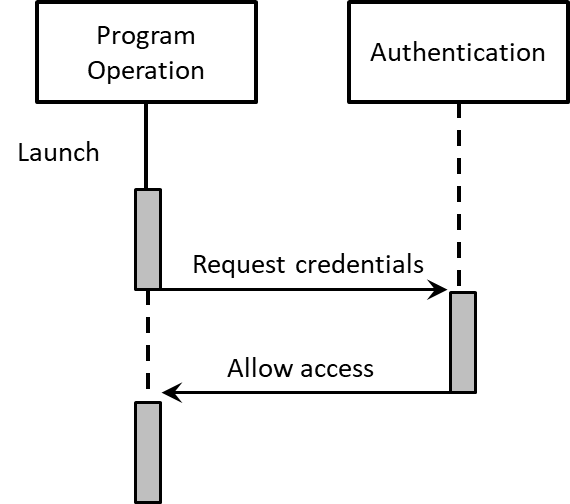 Program
Operation
Authentication
Launch
Request credentials
Allow access